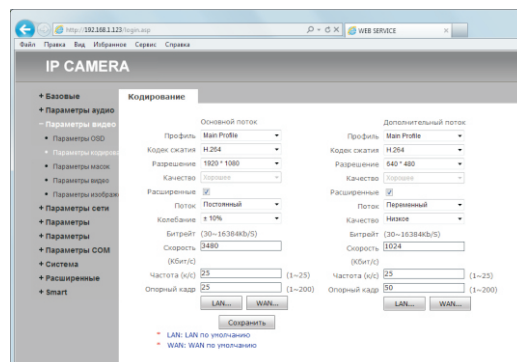 http://192.168.1.123/login.asp
WEB SERVICE
Файл Правка Вид Избранное Сервис Справка
IP CAMERA
+ Базовые
+ Параметры аудио
− Параметры видео
• Параметры OSD
• Параметры кодирова
• Параметры масок
• Параметры видео
• Параметры изображ
+ Параметры сети
+ Параметры
+ Параметры
+ Параметры COM
+ Система
+ Расширенные
+ Smart
Кодирование
Основной поток
Профиль Main Profile
Кодек сжатия H.264
Разрешение 1920 * 1080
Качество Хорошее
Расширенные
Поток Постоянный
Колебание ± 10%
Битрейт (30~16384Kb/S)
Скорость 3480
(Кбит/с)
Частота (к/с) 25 (1~25)
Опорный кадр 25 (1~200)
LAN... WAN...
Дополнительный поток
Профиль Main Profile
Кодек сжатия H.264
Разрешение 640 * 480
Качество Хорошее
Расширенные
Поток Переменный
Качество Низкое
Битрейт (30~16384Kb/S)
Скорость 1024
(Кбит/с)
Частота (к/с) 25 (1~25)
Опорный кадр 50 (1~200)
LAN... WAN...
Сохранить
* LAN: LAN по умолчанию
* WAN: WAN по умолчанию